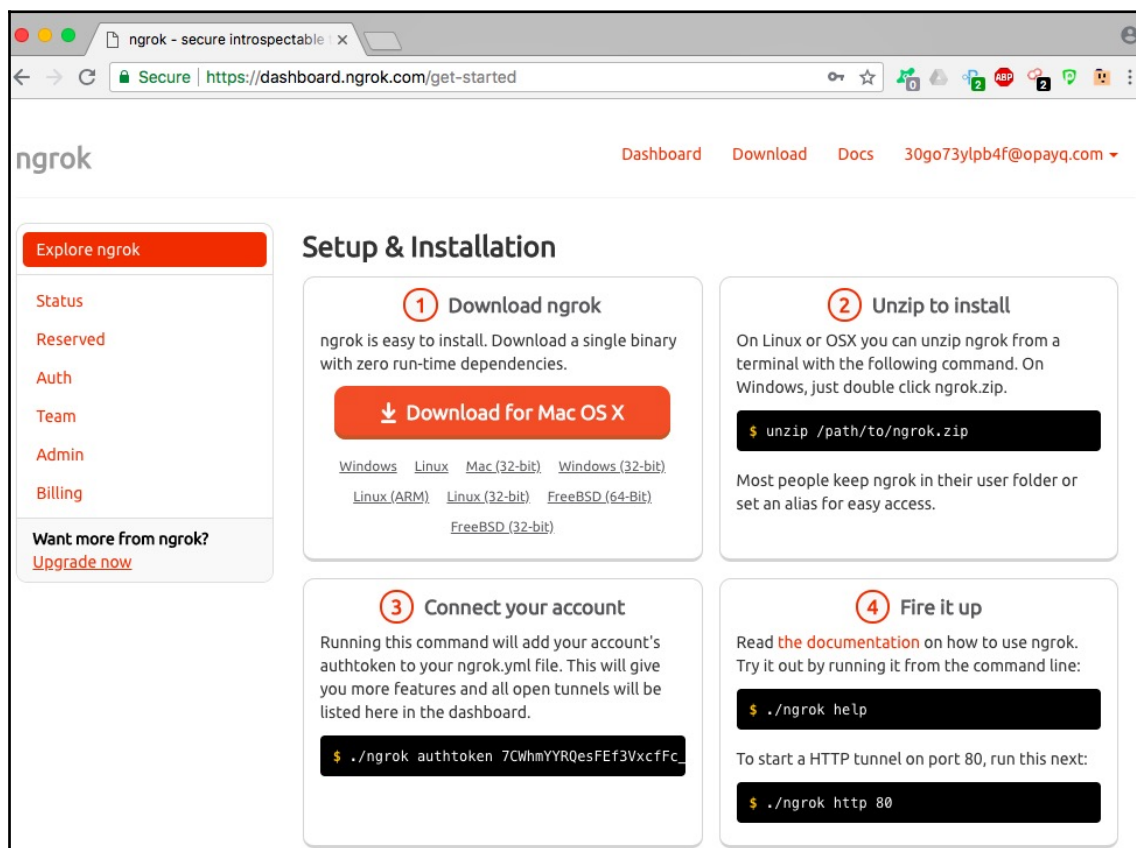 ngrok - secure introspectable t
Secure | https://dashboard.ngrok.com/get-started
0
2
ABP
2
ngrok
Dashboard Download Docs 30go73ylpb4f@opayq.com
Explore ngrok
Status
Reserved
Auth
Team
Admin
Billing
Want more from ngrok?
Upgrade now
Setup & Installation
1 Download ngrok
ngrok is easy to install. Download a single binary
with zero run-time dependencies.
Download for Mac OS X
Windows Linux Mac (32-bit) Windows (32-bit)
Linux (ARM) Linux (32-bit) FreeBSD (64-Bit)
FreeBSD (32-bit)
2 Unzip to install
On Linux or OSX you can unzip ngrok from a
terminal with the following command. On
Windows, just double click ngrok.zip.
$ unzip /path/to/ngrok.zip
Most people keep ngrok in their user folder or
set an alias for easy access.
3 Connect your account
Running this command will add your account's
authtoken to your ngrok.yml file. This will give
you more features and all open tunnels will be
listed here in the dashboard.
$ ./ngrok authtoken 7CWhmYYRQesFEf3VxcfFc_
4 Fire it up
Read the documentation on how to use ngrok.
Try it out by running it from the command line:
$ ./ngrok help
To start a HTTP tunnel on port 80, run this next:
$ ./ngrok http 80